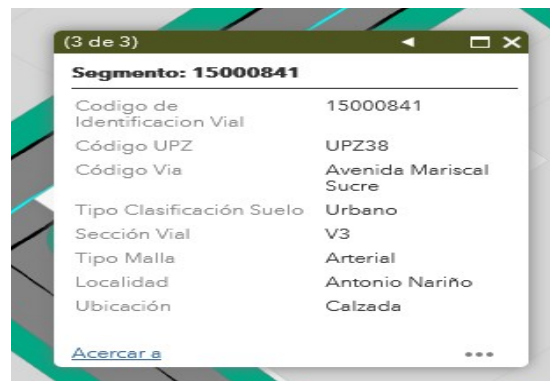 (3 de 3)
Segmento: 15000841
Codigo de Identificacion Vial 15000841
Código UPZ UPZ38
Código Via Avenida Mariscal Sucre
Tipo Clasificación Suelo Urbano
Sección Vial V3
Tipo Malla Arterial
Localidad Antonio Nariño
Ubicación Calzada
Acercar a